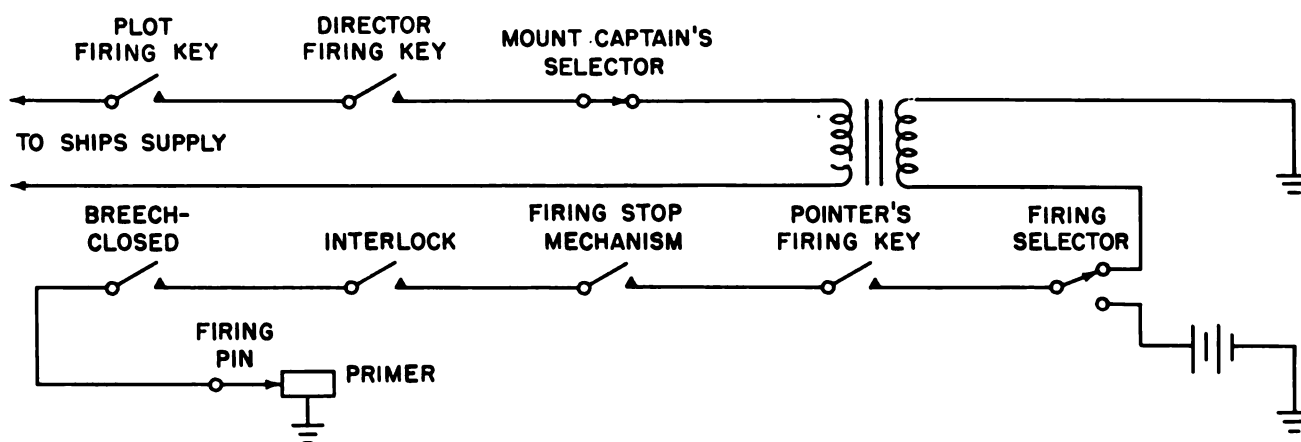 PLOT
FIRING KEY
DIRECTOR
FIRING KEY
MOUNT CAPTAIN'S
SELECTOR
TO SHIPS SUPPLY
BREECH-
CLOSED
INTERLOCK
FIRING STOP
MECHANISM
POINTER'S
FIRING KEY
FIRING
SELECTOR
FIRING
PIN
PRIMER